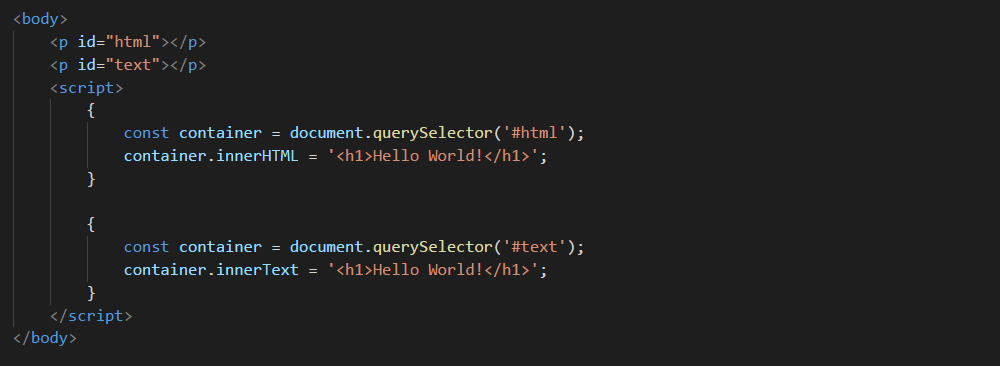 <body>
    <p id="html"></p>
    <p id="text"></p>
    <script>
        {
            const container = document.querySelector('#html');
            container.innerHTML = '<h1>Hello World!</h1>';
        }

        {
            const container = document.querySelector('#text');
            container.innerText = '<h1>Hello World!</h1>';
        }
    </script>
</body>